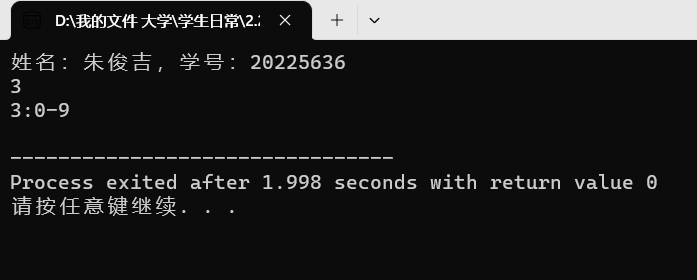 D:\我的文件 大学\学生日常\2.2
姓名：朱俊吉，学号：20225636
3
3:0-9
--------------------------------
Process exited after 1.998 seconds with return value 0
请按任意键继续. . .